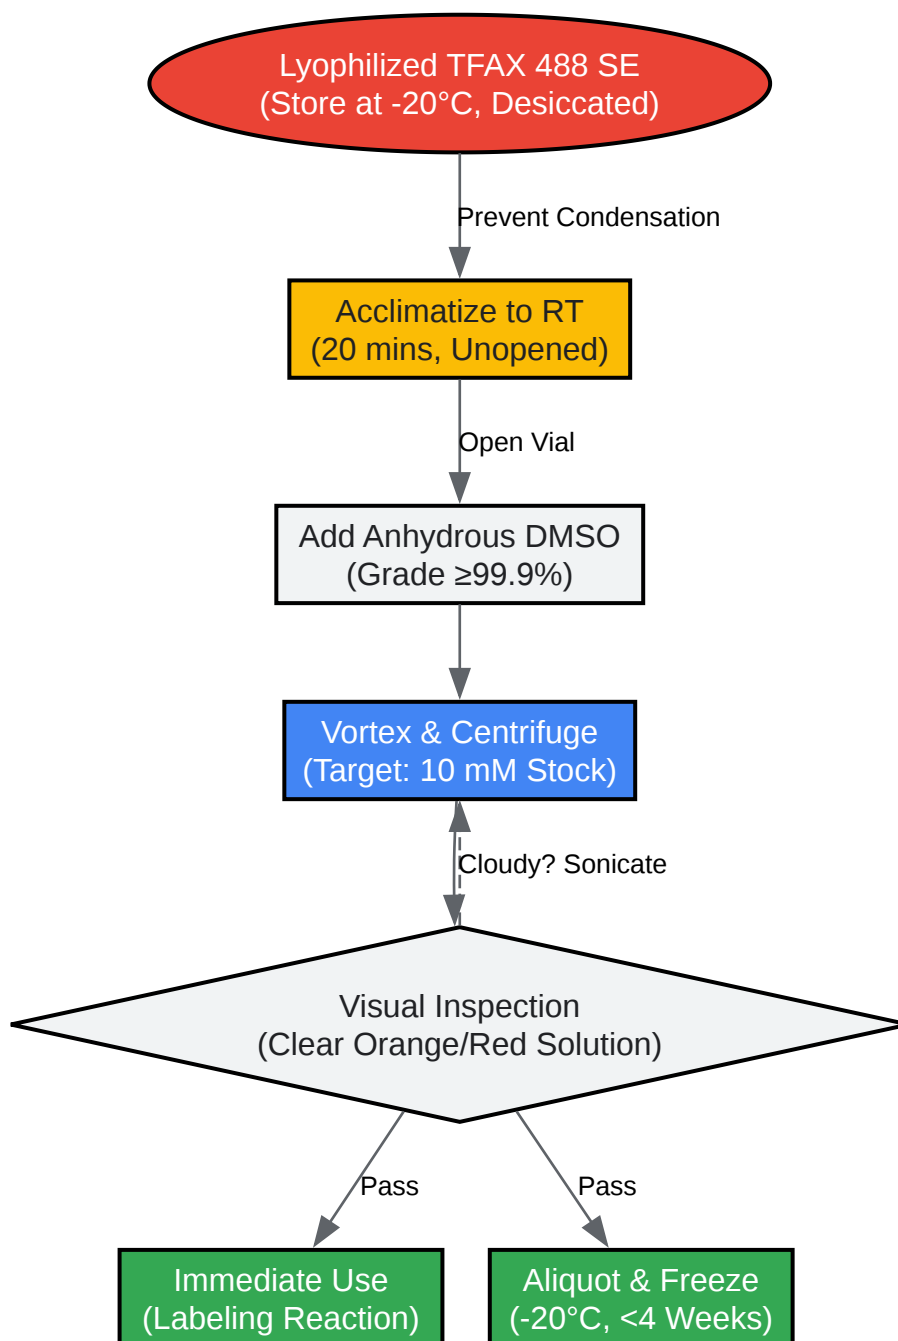 Lyophilized TFAX 488 SE
(Store at -20°C, Desiccated)
Prevent Condensation
Acclimatize to RT
(20 mins, Unopened)
Open Vial
Add Anhydrous DMSO
(Grade ≥99.9%)
Vortex & Centrifuge
(Target: 10 mM Stock)
Cloudy? Sonicate
Visual Inspection
(Clear Orange/Red Solution)
Pass
Pass
Immediate Use
(Labeling Reaction)
Aliquot & Freeze
(-20°C, <4 Weeks)